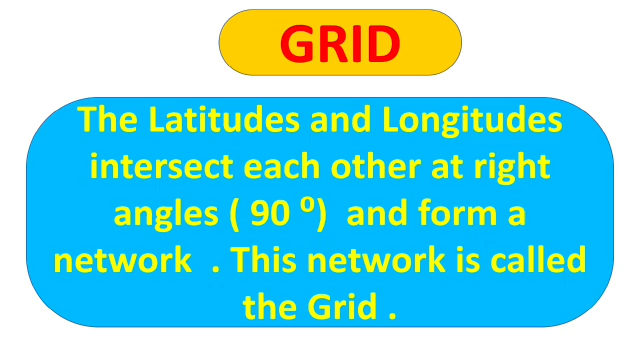 GRID
The Latitudes and Longitudes
intersect each other at right
angles ( 90 ⁰)  and form a
network  . This network is called
the Grid .